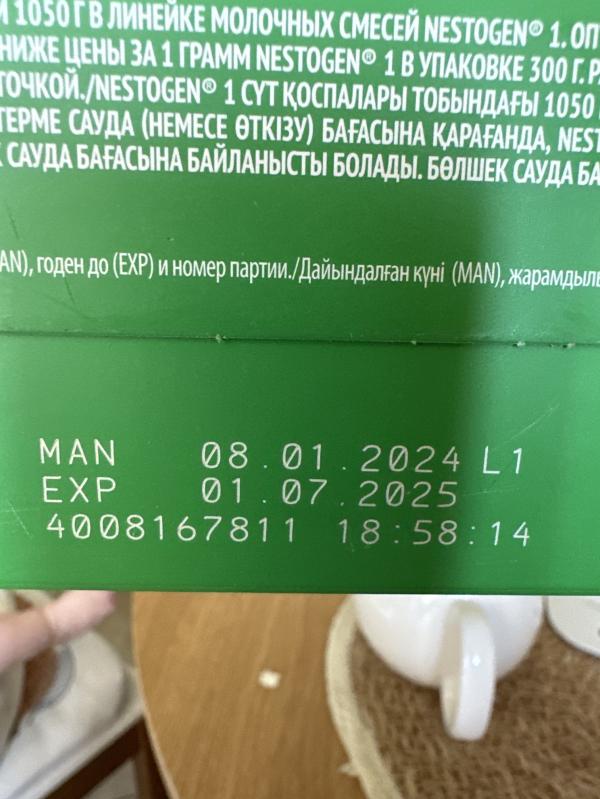 1050 Г В ЛИНЕЙКЕ МОЛОЧНЫХ СМЕСЕЙ NESTOGEN® 1. ОП
НИЖЕ ЦЕНЫ ЗА 1 ГРАММ NESTOGEN® 1 В УПАКОВКЕ 300 Г. Р
ТОЧКОЙ./NESTOGEN® 1 СҮТ ҚОСПАЛАРЫ ТОБЫНДАҒЫ 1050
ТЕРМЕ САУДА (НЕМЕСЕ ӨТКІЗУ) БАҒАСЫНА ҚАРАҒАНДА, NEST
САУДА БАҒАСЫНА БАЙЛАНЫСТЫ БОЛАДЫ. БӨЛШЕК САУДА БА
AN), годен до (EXP) и номер партии./Дайындалған күні (MAN), жарамдылы
MAN 08.01.2024 L1
EXP 01.07.2025
4008167811 18:58:14